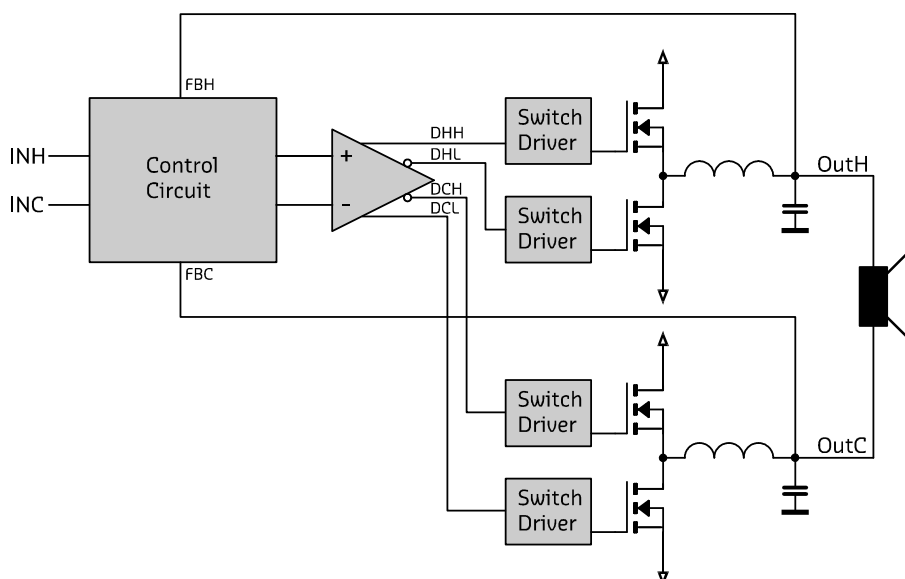 FBH
INH
INC
Control
Circuit
FBC
+
-
DHH
DHL
DCH
DCL
Switch
Driver
Switch
Driver
OutH
Switch
Driver
Switch
Driver
OutC